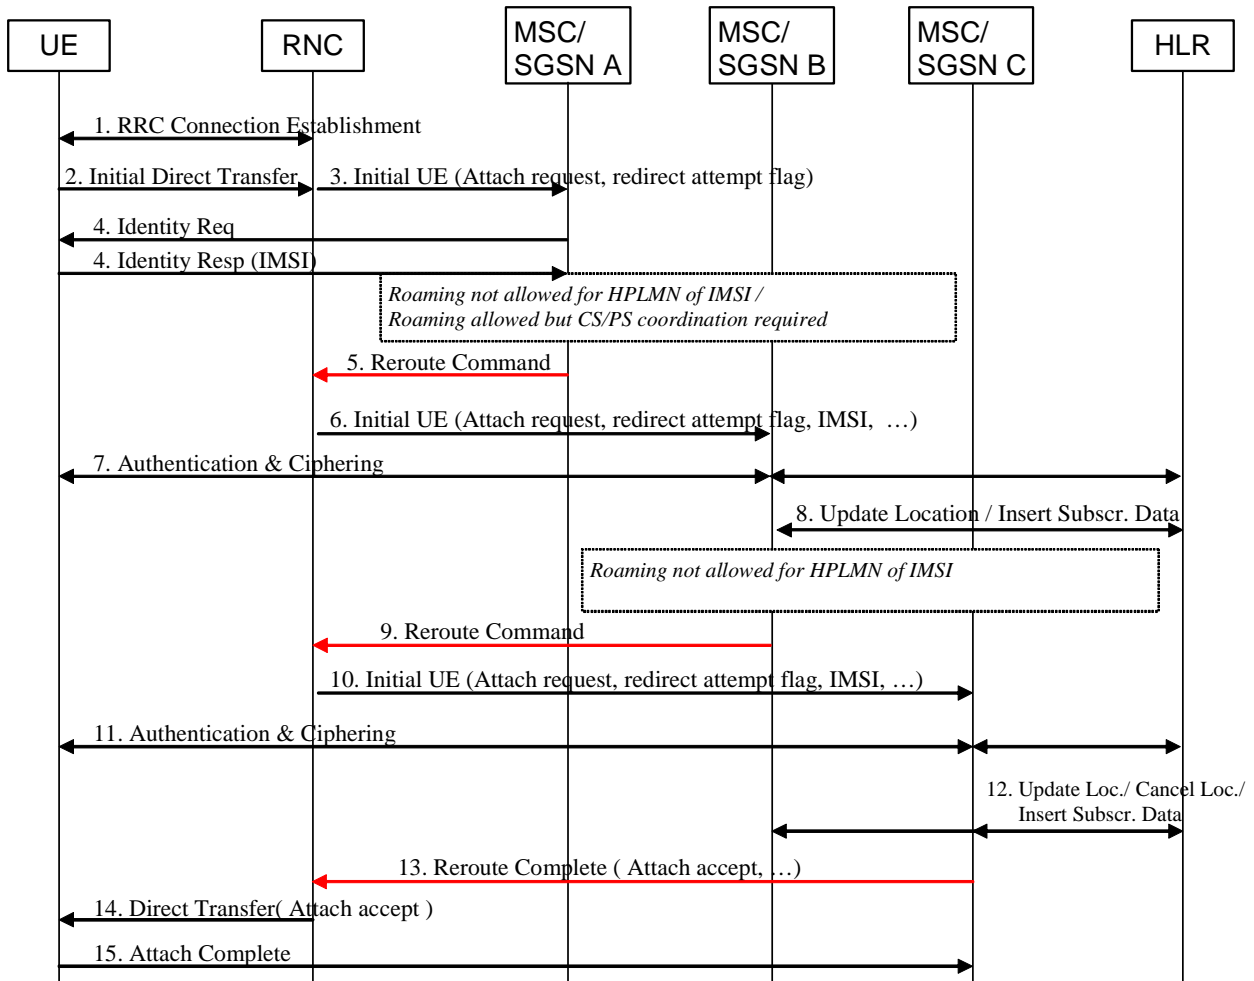 UE
RNC
MSC/
SGSN A
MSC/
SGSN B
MSC/
SGSN C
HLR
1. RRC Connection Establishment
2. Initial Direct Transfer
3. Initial UE (Attach request, redirect attempt flag)
4. Identity Req
4. Identity Resp (IMSI)
Roaming not allowed for HPLMN of IMSI /
Roaming allowed but CS/PS coordination required
5. Reroute Command
6. Initial UE (Attach request, redirect attempt flag, IMSI, …)
7. Authentication & Ciphering
8. Update Location / Insert Subscr. Data
Roaming not allowed for HPLMN of IMSI
9. Reroute Command
10. Initial UE (Attach request, redirect attempt flag, IMSI, …)
11. Authentication & Ciphering
12. Update Loc./ Cancel Loc./
Insert Subscr. Data
13. Reroute Complete ( Attach accept, …)
14. Direct Transfer( Attach accept )
15. Attach Complete